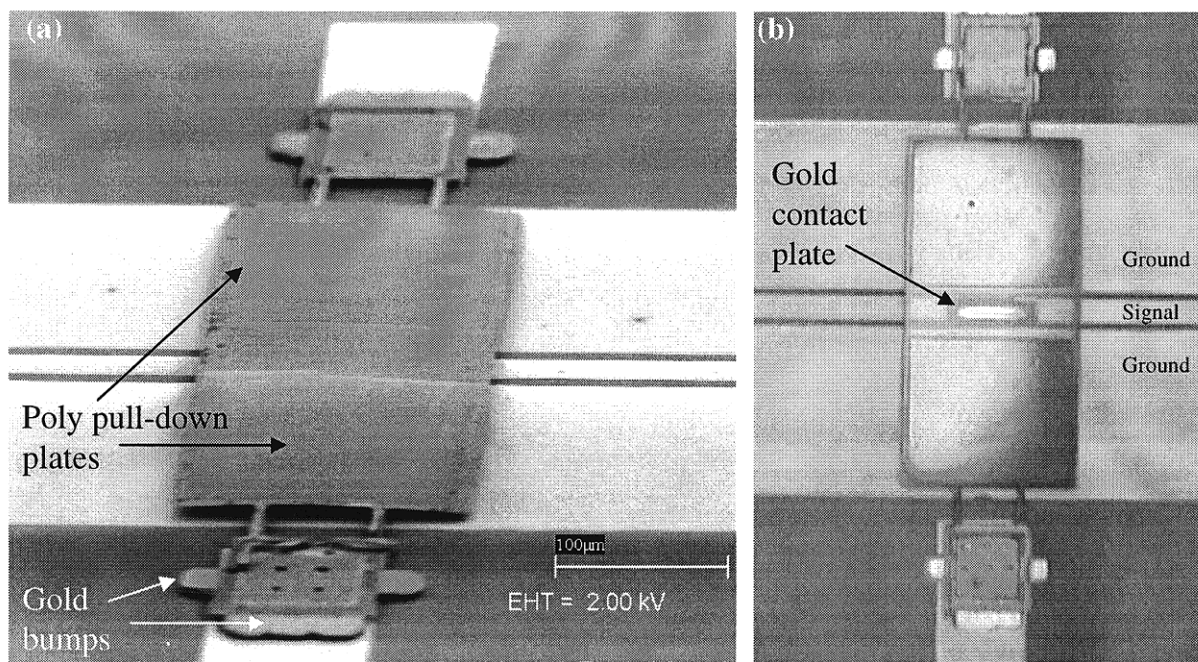 (a)
Poly pull-down
plates
Gold
bumps
100µm
EHT = 2.00 kV
(b)
Gold
contact
plate
Ground
Signal
Ground